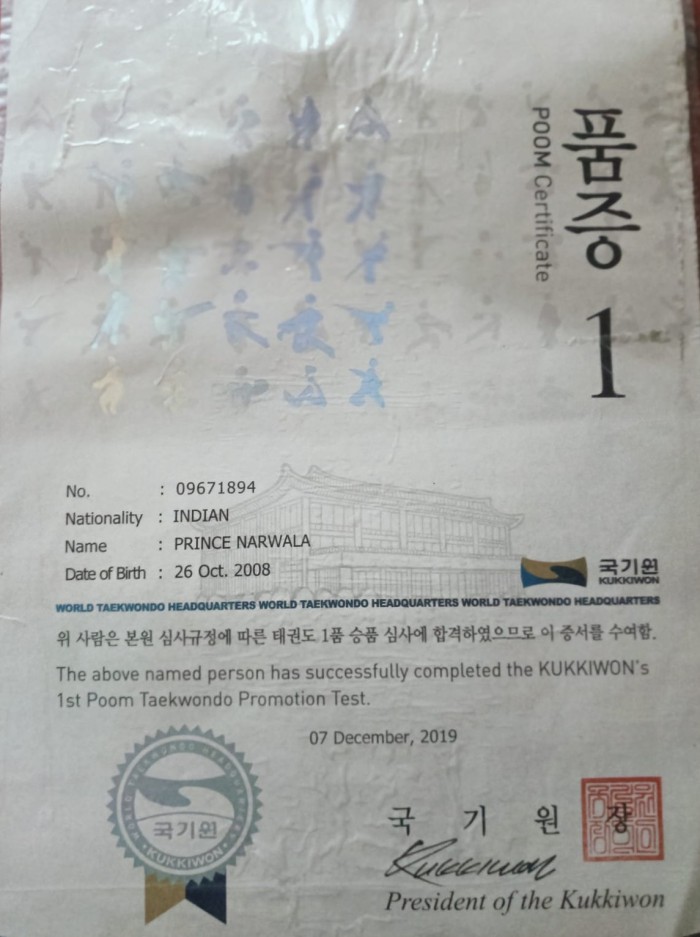 품증
POOM Certificate
1
No. : 09671894
Nationality : INDIAN
Name : PRINCE NARWALA
Date of Birth : 26 Oct. 2008
국기원
KUKKIWON
WORLD TAEKWONDO HEADQUARTERS WORLD TAEKWONDO HEADQUARTERS WORLD TAEKWONDO HEADQUARTERS
위 사람은 본원 심사규정에 따른 태권도 1품 승품 심사에 합격하였으므로 이 증서를 수여함.
The above named person has successfully completed the KUKKIWON's
1st Poom Taekwondo Promotion Test.
07 December, 2019
WORLD TAEKWONDO HEADQUARTERS
국기원
KUKKIWON
국 기 원 장
Kukkiwon
President of the Kukkiwon